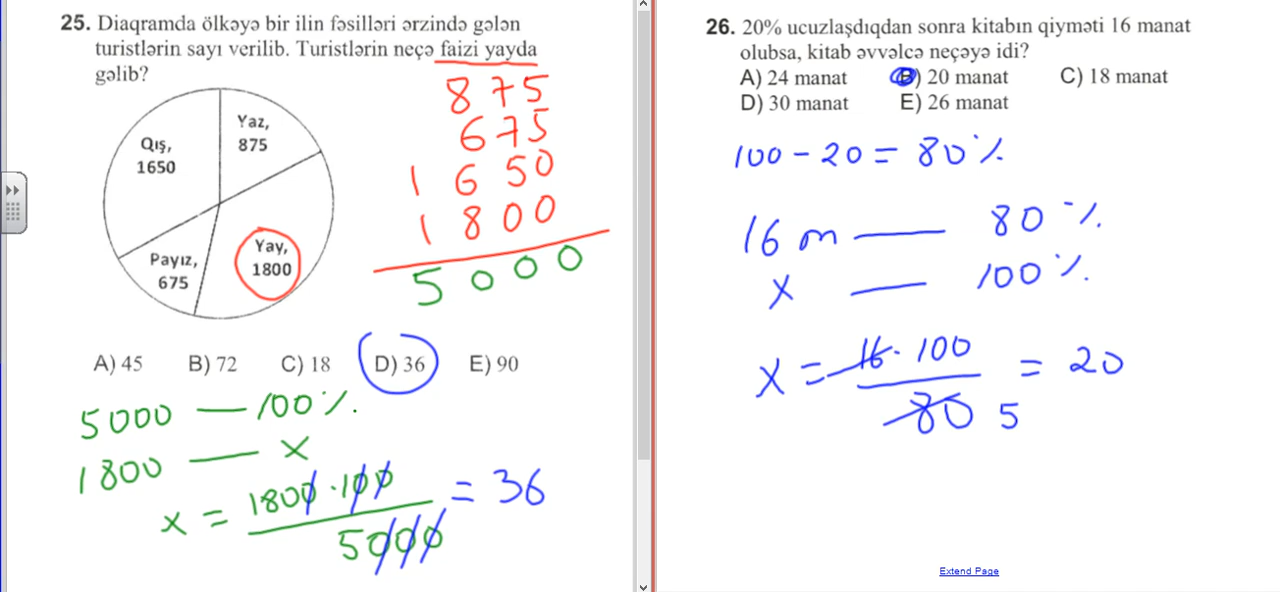 25. Diaqramda ölkəyə bir ilin fəsilləri ərzində gələn
turistlərin sayı verilib. Turistlərin neçə faizi yayda
gəlib?
Qış,
1650
Yaz,
875
Payız,
675
Yay,
1800
875
675
1650
1800
5000
A) 45 B) 72 C) 18 D) 36 E) 90
5000 — 100%
1800 — x
x = 1800 · 100 / 5000 = 36
26. 20% ucuzlaşdıqdan sonra kitabın qiyməti 16 manat
olubsa, kitab əvvəlcə neçəyə idi?
A) 24 manat B) 20 manat C) 18 manat
D) 30 manat E) 26 manat
100 - 20 = 80%
16 m — 80%
x — 100%
x = 16 · 100 / 80 5 = 20
Extend Page